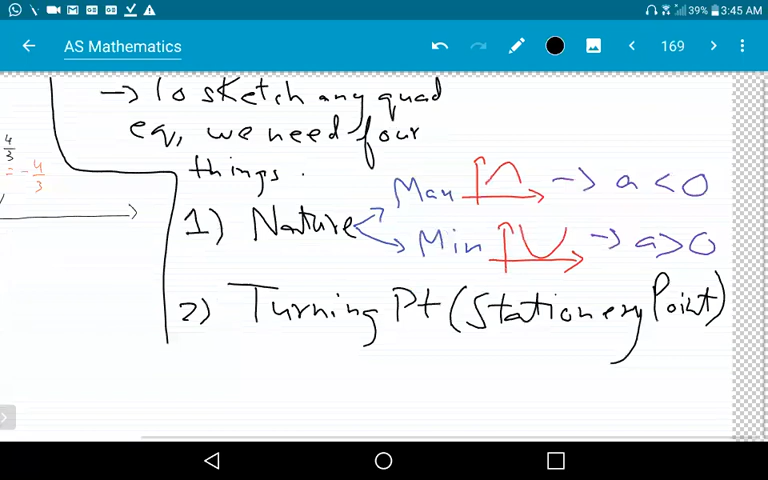 39% 3:45 AM
AS Mathematics 169
→ To sketch any quad
eq, we need four
things.
4/3
= -4/3
1) Nature
Max → a < 0
Min → a > 0
2) Turning Pt (Stationery Point)